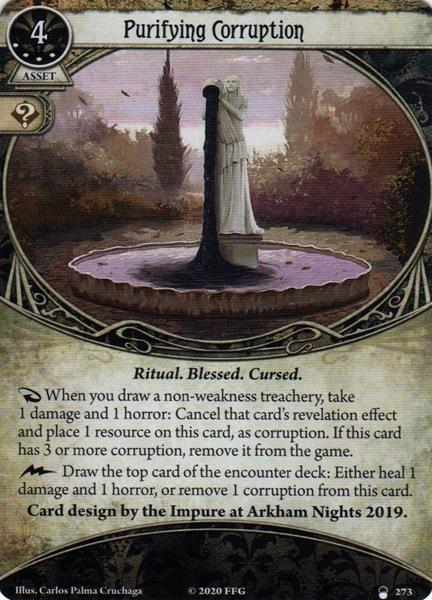 Purifying Corruption
4
ASSET
?
Ritual. Blessed. Cursed.
When you draw a non-weakness treachery, take
1 damage and 1 horror: Cancel that card's revelation effect
and place 1 resource on this card, as corruption. If this card
has 3 or more corruption, remove it from the game.
Draw the top card of the encounter deck: Either heal 1
damage and 1 horror, or remove 1 corruption from this card.
Card design by the Impure at Arkham Nights 2019.
Illus. Carlos Palma Cruchaga © 2020 FFG 273